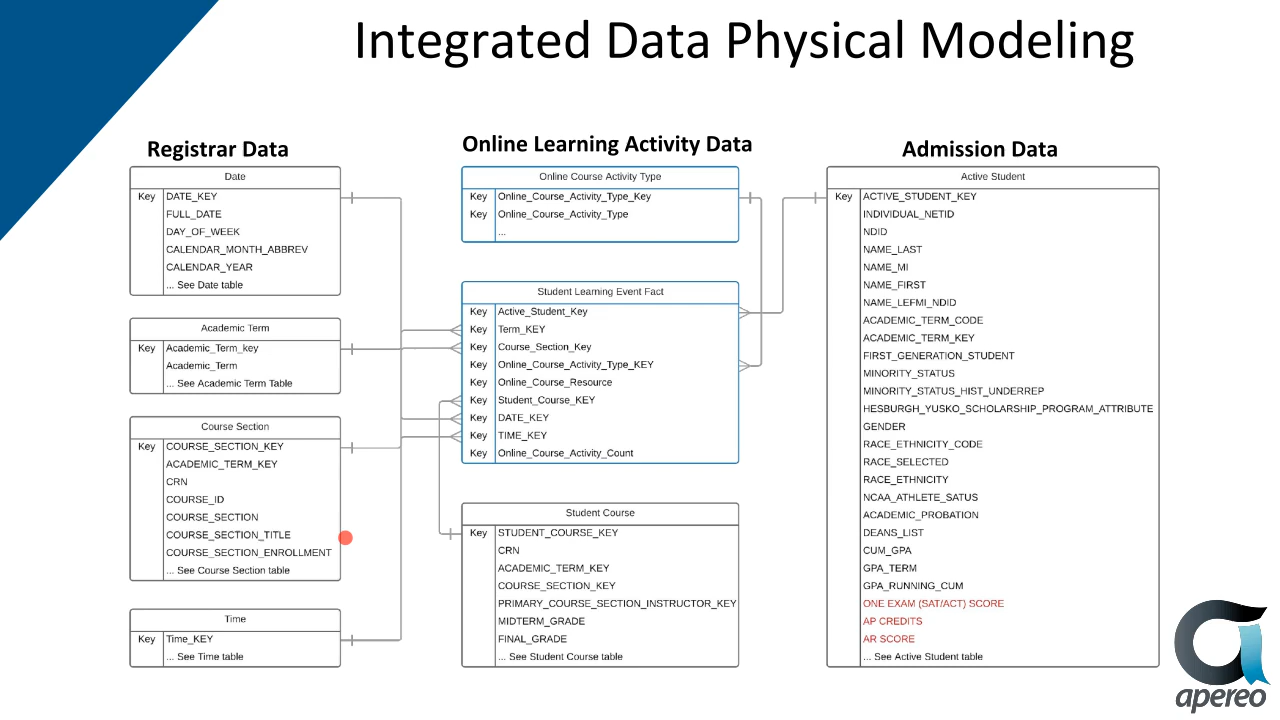 Integrated Data Physical Modeling
Registrar Data
Date
Key DATE_KEY
FULL_DATE
DAY_OF_WEEK
CALENDAR_MONTH_ABBREV
CALENDAR_YEAR
... See Date table
Academic Term
Key Academic_Term_key
Academic_Term
... See Academic Term Table
Course Section
Key COURSE_SECTION_KEY
ACADEMIC_TERM_KEY
CRN
COURSE_ID
COURSE_SECTION
COURSE_SECTION_TITLE
COURSE_SECTION_ENROLLMENT
... See Course Section table
Time
Key Time_KEY
... See Time table
Online Learning Activity Data
Online Course Activity Type
Key Online_Course_Activity_Type_Key
Key Online_Course_Activity_Type
...
Student Learning Event Fact
Key Active_Student_Key
Key Term_KEY
Key Course_Section_Key
Key Online_Course_Activity_Type_KEY
Key Online_Course_Resource
Key Student_Course_KEY
Key DATE_KEY
Key TIME_KEY
Key Online_Course_Activity_Count
Student Course
Key STUDENT_COURSE_KEY
CRN
ACADEMIC_TERM_KEY
COURSE_SECTION_KEY
PRIMARY_COURSE_SECTION_INSTRUCTOR_KEY
MIDTERM_GRADE
FINAL_GRADE
... See Student Course table
Admission Data
Active Student
Key ACTIVE_STUDENT_KEY
INDIVIDUAL_NETID
NDID
NAME_LAST
NAME_MI
NAME_FIRST
NAME_LEFMI_NDID
ACADEMIC_TERM_CODE
ACADEMIC_TERM_KEY
FIRST_GENERATION_STUDENT
MINORITY_STATUS
MINORITY_STATUS_HIST_UNDERREP
HESBURGH_YUSKO_SCHOLARSHIP_PROGRAM_ATTRIBUTE
GENDER
RACE_ETHNICITY_CODE
RACE_SELECTED
RACE_ETHNICITY
NCAA_ATHLETE_SATUS
ACADEMIC_PROBATION
DEANS_LIST
CUM_GPA
GPA_TERM
GPA_RUNNING_CUM
ONE EXAM (SAT/ACT) SCORE
AP CREDITS
AR SCORE
... See Active Student table
apereo